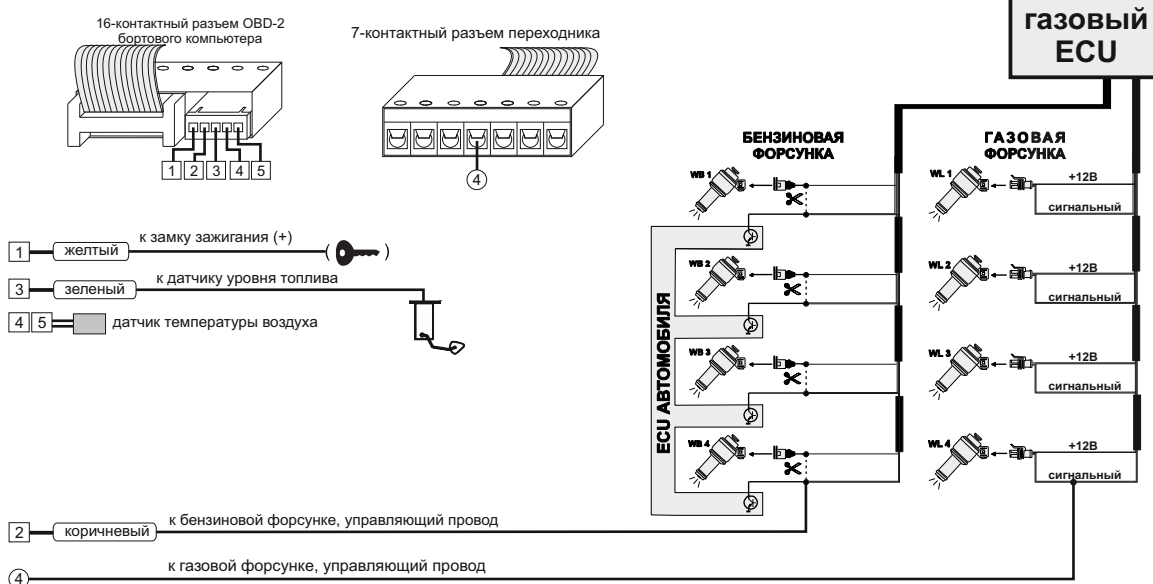 16-контактный разъем OBD-2
бортового компьютера
7-контактный разъем переходника
газовый
ECU
1 2 3 4 5
4
БЕНЗИНОВАЯ
ФОРСУНКА
ГАЗОВАЯ
ФОРСУНКА
WB 1
WL 1
+12В
сигнальный
1 желтый к замку зажигания (+) ( )
3 зеленый к датчику уровня топлива
4 5 датчик температуры воздуха
ECU АВТОМОБИЛЯ
WB 2
WL 2
+12В
сигнальный
WB 3
WL 3
+12В
сигнальный
WB 4
WL 4
+12В
сигнальный
2 коричневый к бензиновой форсунке, управляющий провод
4 к газовой форсунке, управляющий провод